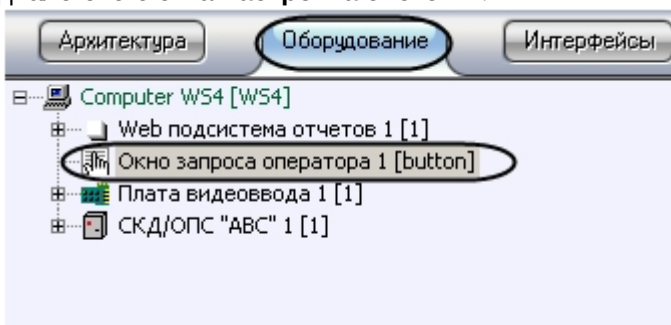 Архитектура Оборудование Интерфейсы
Computer WS4 [WS4]
Web подсистема отчетов 1 [1]
Окно запроса оператора 1 [button]
Плата видеоввода 1 [1]
СКД/ОПС "АВС" 1 [1]